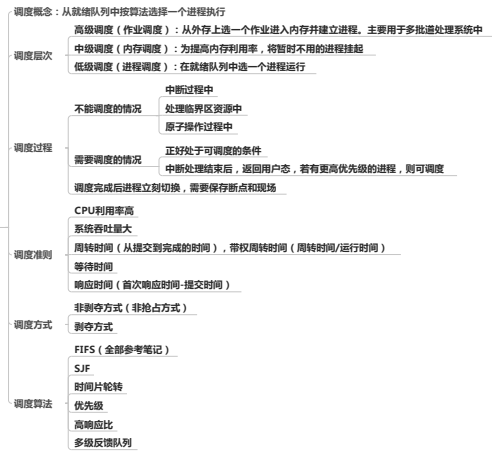 调度概念：从就绪队列中按算法选择一个进程执行
调度层次
高级调度（作业调度）：从外存上选一个作业进入内存并建立进程。主要用于多批道处理系统中
中级调度（内存调度）：为提高内存利用率，将暂时不用的进程挂起
低级调度（进程调度）：在就绪队列中选一个进程运行
调度过程
不能调度的情况
中断过程中
处理临界区资源中
原子操作过程中
需要调度的情况
正好处于可调度的条件
中断处理结束后，返回用户态，若有更高优先级的进程，则可调度
调度完成后进程立刻切换，需要保存断点和现场
调度准则
CPU利用率高
系统吞吐量大
周转时间（从提交到完成的时间），带权周转时间（周转时间/运行时间）
等待时间
响应时间（首次响应时间-提交时间）
调度方式
非剥夺方式（非抢占方式）
剥夺方式
调度算法
FIFS（全部参考笔记）
SJF
时间片轮转
优先级
高响应比
多级反馈队列